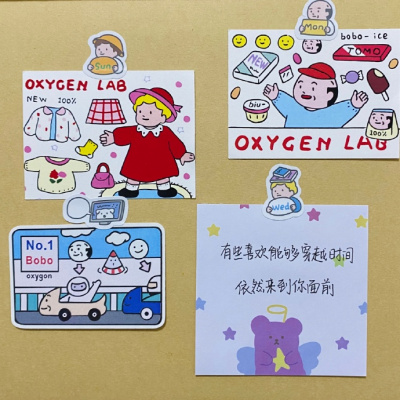 Sun
OXYGEN LAB
NEW 100%
Mon
bobo-ice
TOMO
NEW
biu~
100%
OXYGEN LAB
No.1
Bobo
oxygon
Wed
有些喜欢能够穿越时间
依然来到你面前